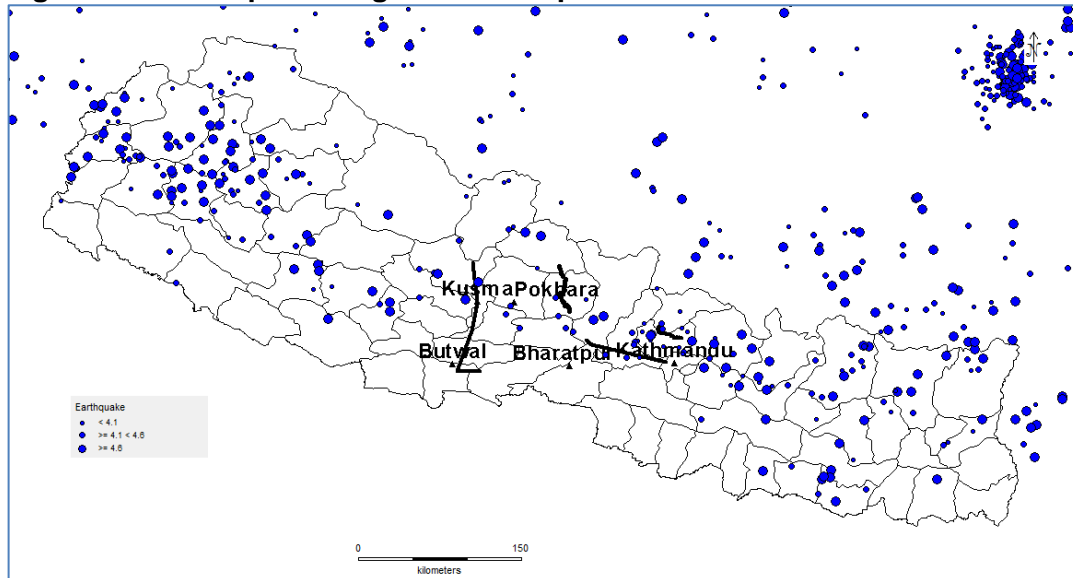 N
Kusma Pokhara
Butwal Bharatpur Kathmandu
Earthquake
< 4.1
>= 4.1 < 4.6
>= 4.6
0 150
kilometers